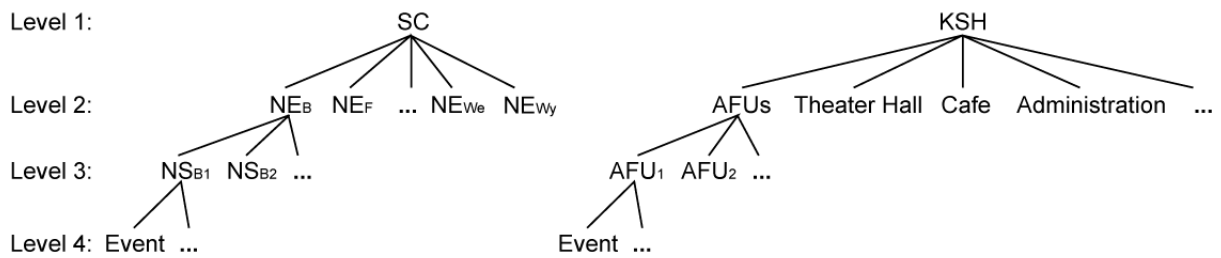 Level 1: SC KSH
Level 2: NEB NEF ... NEWe NEWy AFUs Theater Hall Cafe Administration ...
Level 3: NSB1 NSB2 ... AFU1 AFU2 ...
Level 4: Event ... Event ...